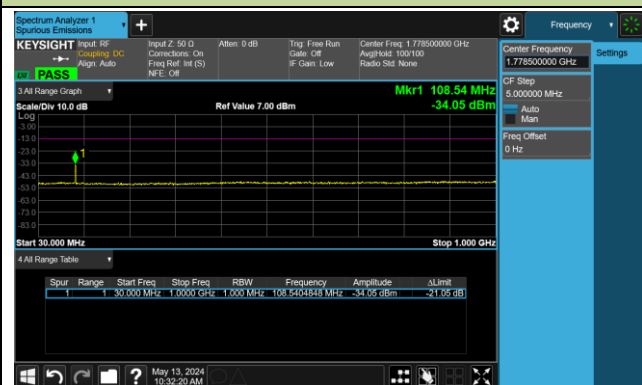 Spectrum Analyzer 1
Spurious Emissions
Frequency
KEYSIGHT
Input: RF
Coupling: DC
Align: Auto
Input Z: 50 Ω
Corrections: On
Freq Ref: Int (S)
NFE: Off
Atten: 0 dB
Trig: Free Run
Gate: Off
IF Gain: Low
Center Freq: 1.778500000 GHz
Avg|Hold: 100/100
Radio Std: None
PASS
Center Frequency
1.778500000 GHz
Settings
CF Step
5.000000 MHz
Auto
Man
Freq Offset
0 Hz
3 All Range Graph
Mkr1 108.54 MHz
Scale/Div 10.0 dB
Ref Value 7.00 dBm
-34.05 dBm
Log
-3.00
-13.0
-23.0
-33.0
-43.0
-53.0
-63.0
-73.0
-83.0
1
Start 30.000 MHz
Stop 1.000 GHz
4 All Range Table
Spur Range Start Freq Stop Freq RBW Frequency Amplitude ΔLimit
1 1 30.000 MHz 1.0000 GHz 1.000 MHz 108.5404848 MHz -34.05 dBm -21.05 dB
?
May 13, 2024
10:32:20 AM